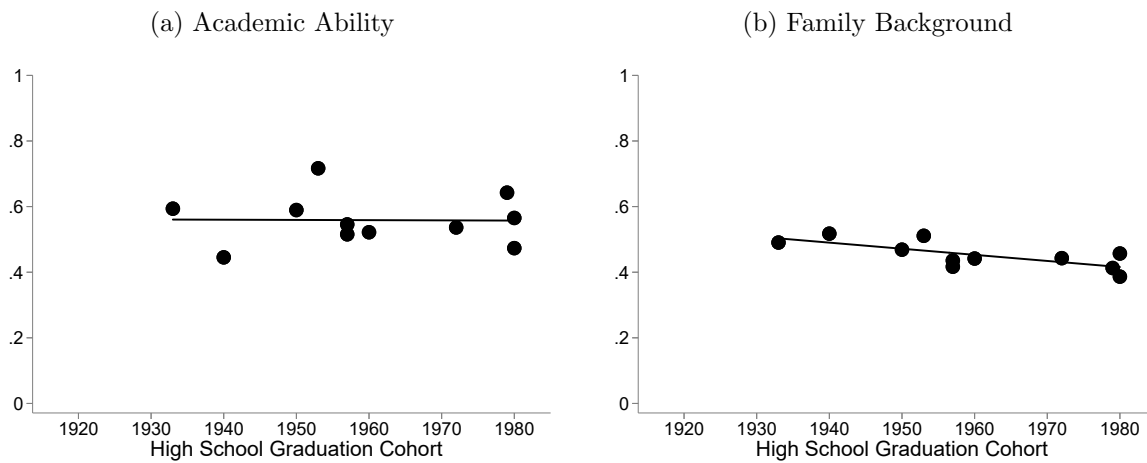 (a) Academic Ability
1
.8
.6
.4
.2
0
1920 1930 1940 1950 1960 1970 1980
High School Graduation Cohort
(b) Family Background
1
.8
.6
.4
.2
0
1920 1930 1940 1950 1960 1970 1980
High School Graduation Cohort